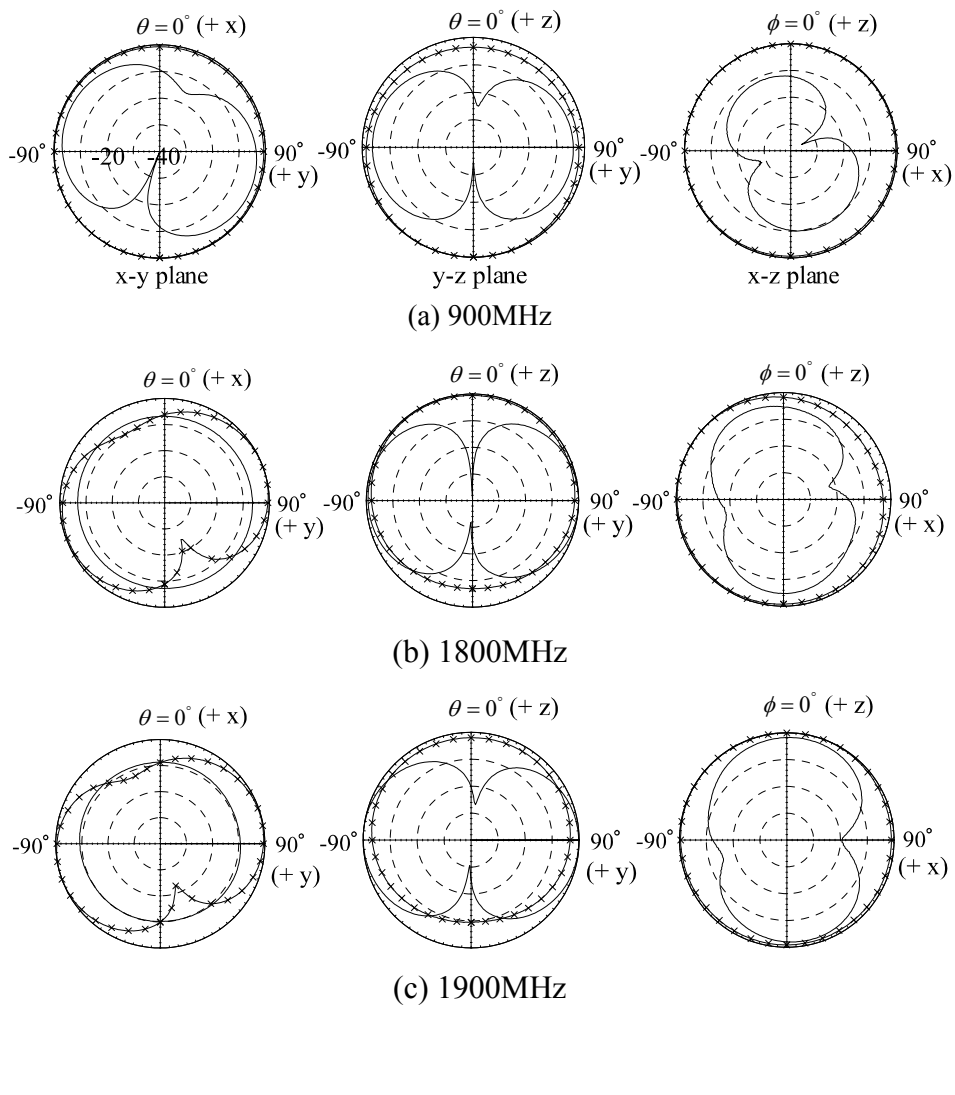 θ = 0° (+ x) θ = 0° (+ z) ϕ = 0° (+ z)
-90° -20 -40 90° -90° 90° -90° 90°
(+ y) (+ y) (+ x)
x-y plane y-z plane x-z plane
(a) 900MHz
θ = 0° (+ x) θ = 0° (+ z) ϕ = 0° (+ z)
-90° 90° -90° 90° -90° 90°
(+ y) (+ y) (+ x)
(b) 1800MHz
θ = 0° (+ x) θ = 0° (+ z) ϕ = 0° (+ z)
-90° 90° -90° 90° -90° 90°
(+ y) (+ y) (+ x)
(c) 1900MHz